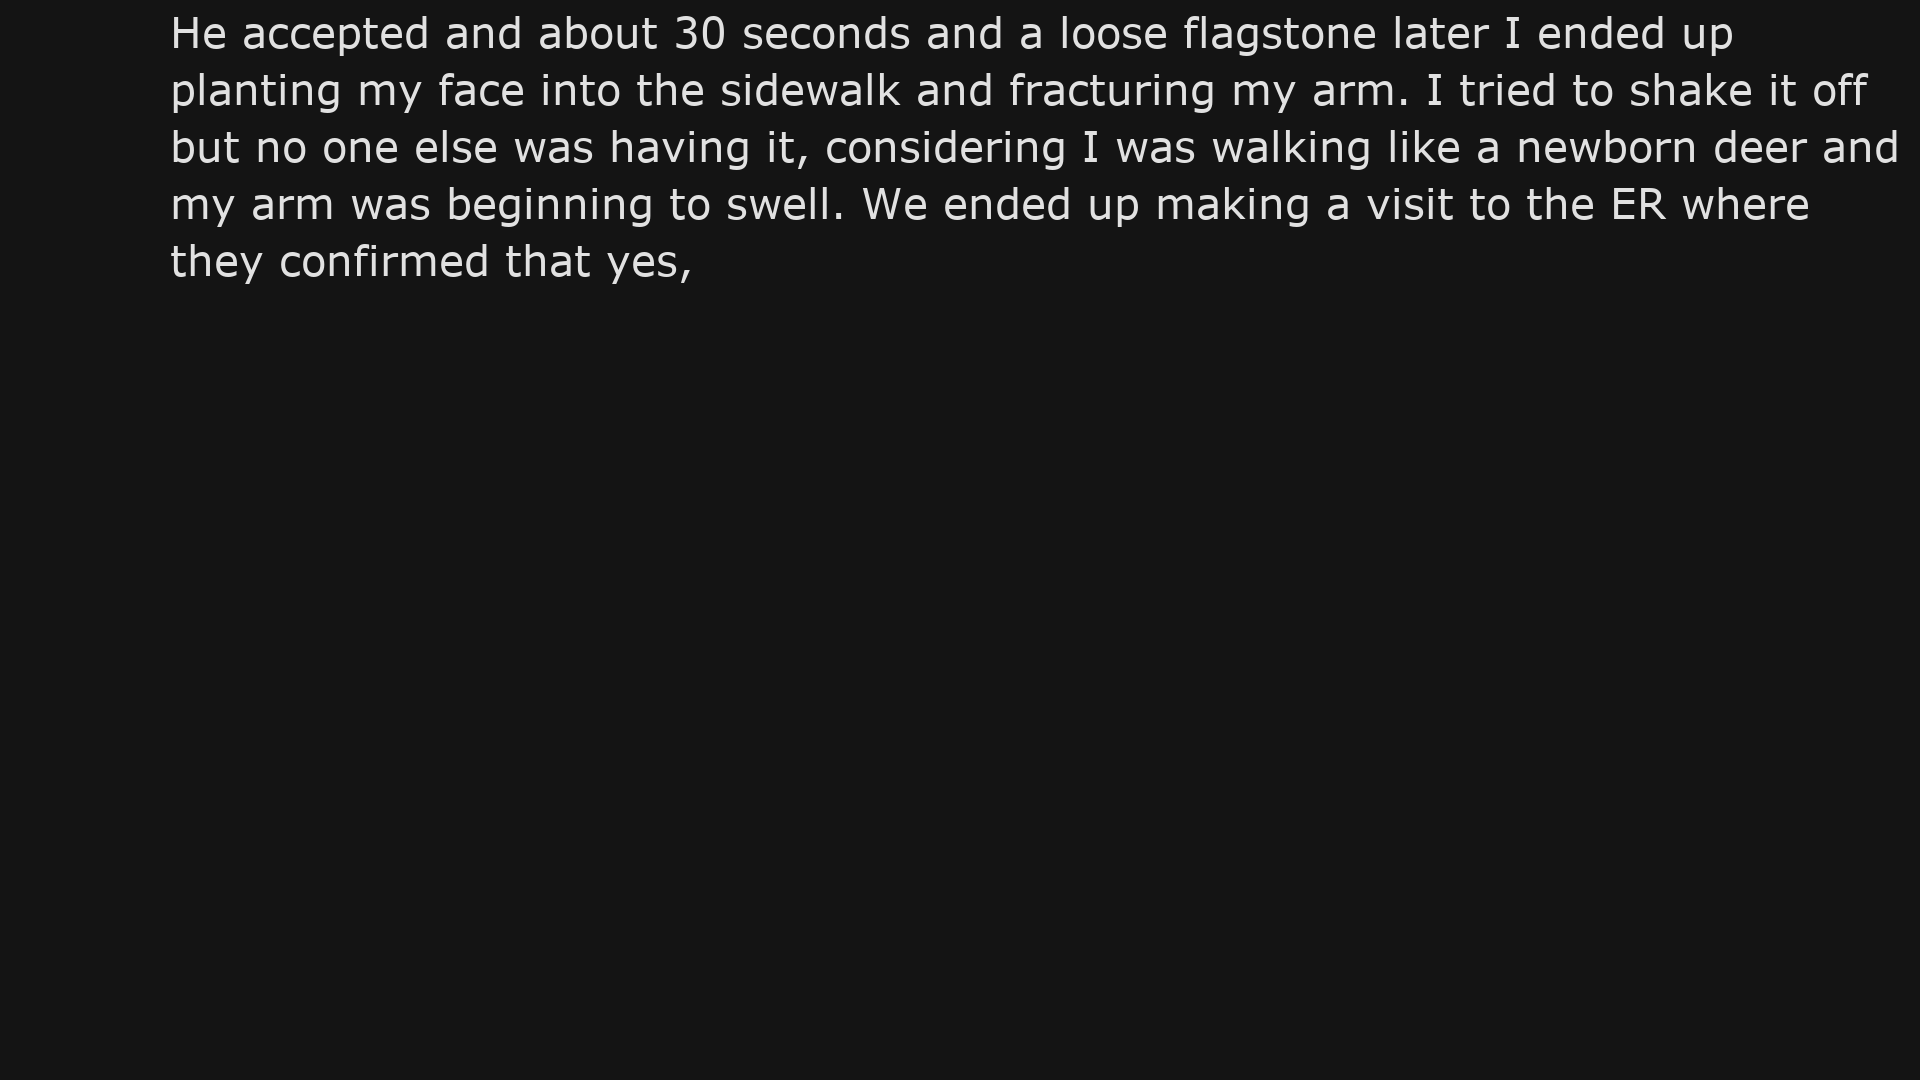 He accepted and about 30 seconds and a loose flagstone later I ended up
planting my face into the sidewalk and fracturing my arm. I tried to shake it off
but no one else was having it, considering I was walking like a newborn deer and
my arm was beginning to swell. We ended up making a visit to the ER where
they confirmed that yes,